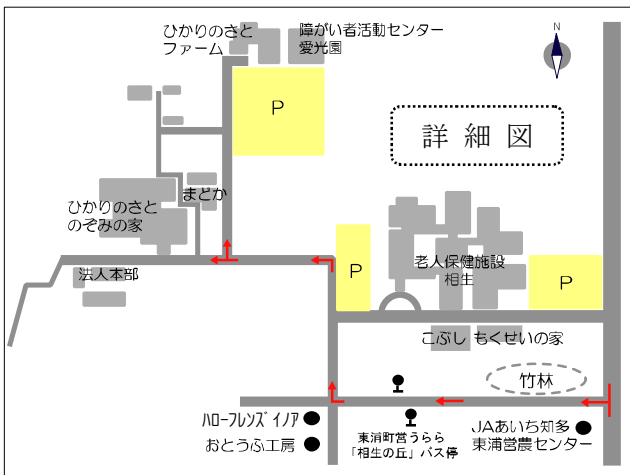 ひかりのさと
ファーム
障がい者活動センター
愛光園
N
P
詳細図
まどか
ひかりのさと
のぞみの家
法人本部
P
老人保健施設
相生
P
こぶし もくせいの家
竹林
ハローフレンズイノア
おとうふ工房
東浦町営うらら
「相生の丘」バス停
JAあいち知多
東浦営農センター